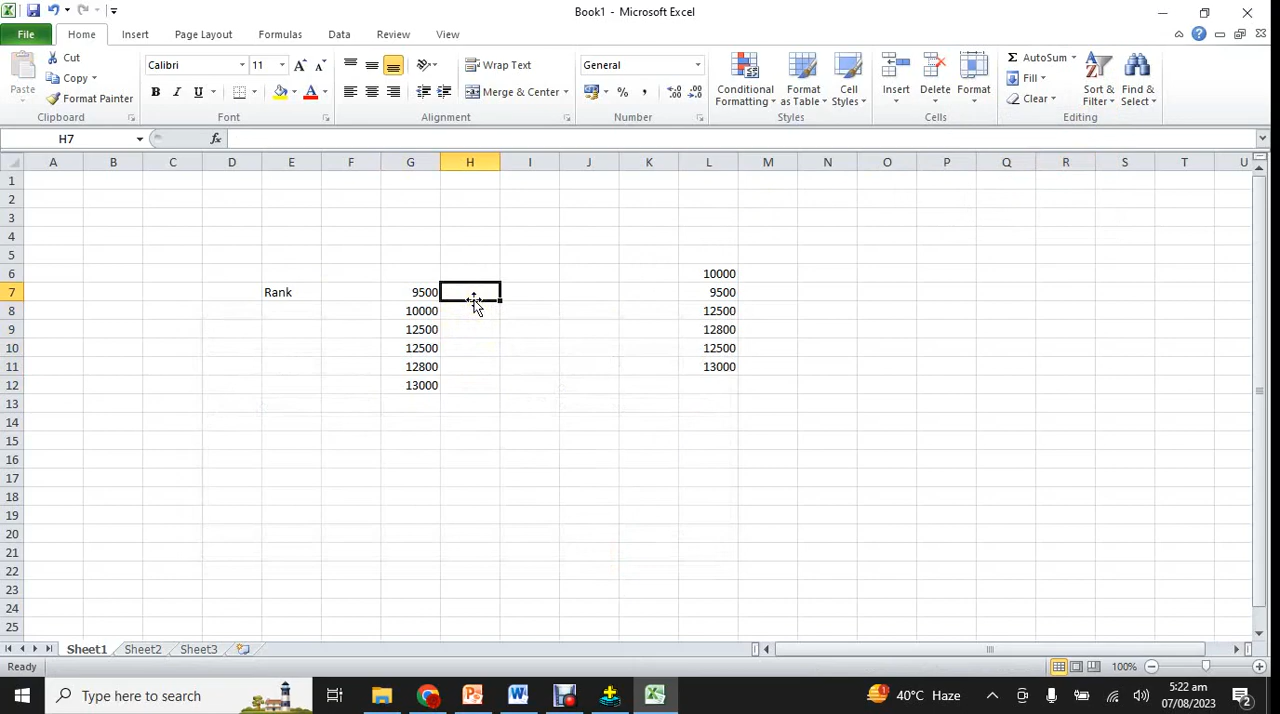 Book1 - Microsoft Excel
File Home Insert Page Layout Formulas Data Review View
Paste
Cut
Copy
Format Painter
Clipboard
Calibri 11
B I U
Font
Wrap Text
Merge & Center
Alignment
General
Number
Conditional Formatting
Format as Table
Cell Styles
Styles
Insert Delete Format
Cells
AutoSum
Fill
Clear
Sort & Filter
Find & Select
Editing
H7 fx
A B C D E F G H I J K L M N O P Q R S T U
1
2
3
4
5
6 10000
7 Rank 9500 9500
8 10000 12500
9 12500 12800
10 12500 12500
11 12800 13000
12 13000
13
14
15
16
17
18
19
20
21
22
23
24
25
Sheet1 Sheet2 Sheet3
Ready 100%
Type here to search
40°C Haze
5:22 am
07/08/2023
2